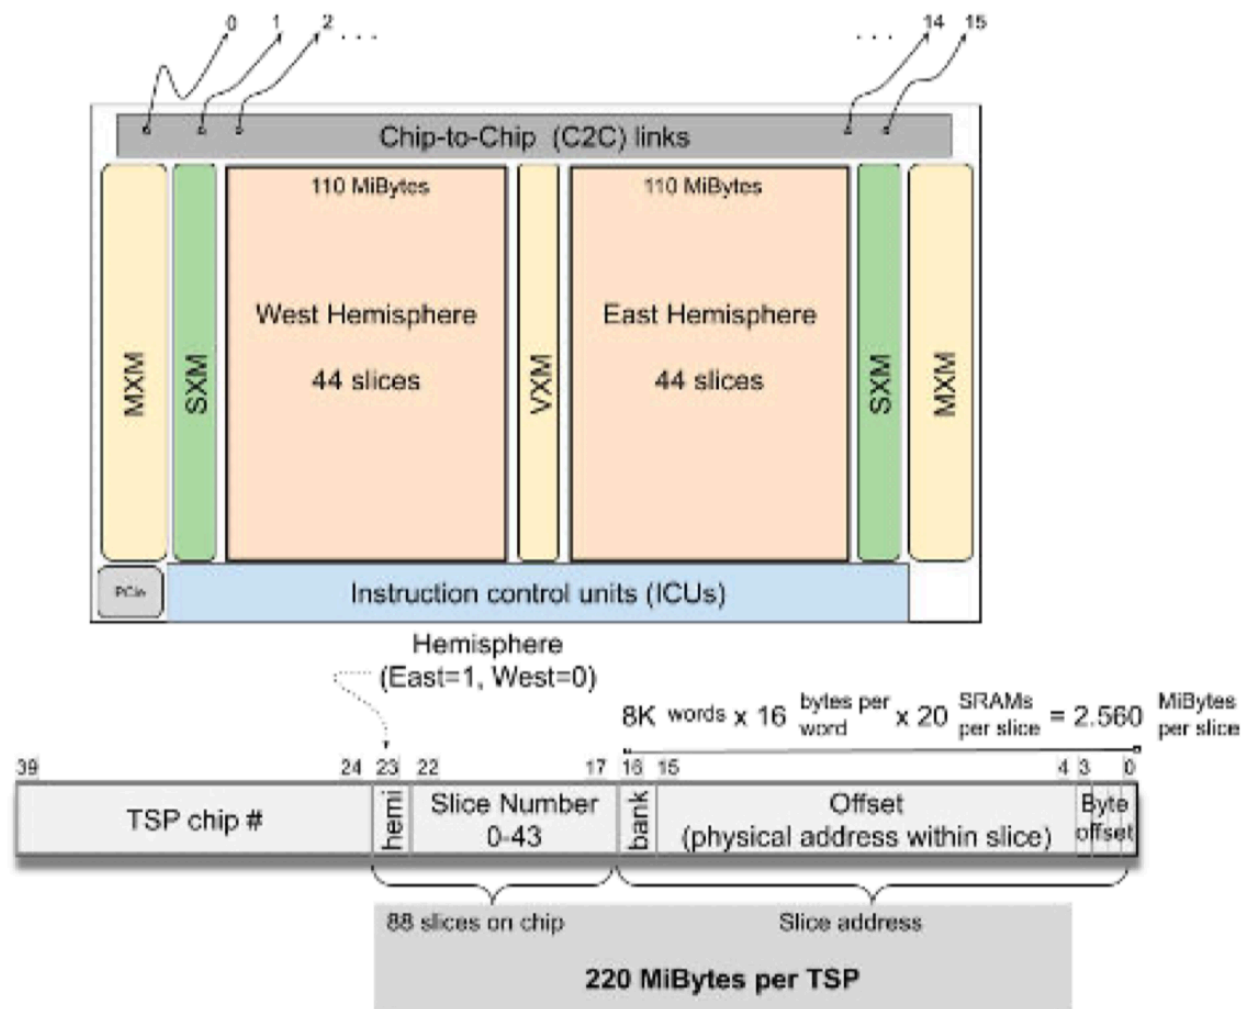 0 1 2 . . . . . . 14 15
Chip-to-Chip (C2C) links
110 MiBytes 110 MiBytes
West Hemisphere East Hemisphere
44 slices 44 slices
MXM SXM VXM SXM MXM
PCIe
Instruction control units (ICUs)
Hemisphere
(East=1, West=0)
8K words x 16 bytes per word x 20 SRAMs per slice = 2.560 MiBytes per slice
39 24 23 22 17 16 15 4 3 0
TSP chip # hemi Slice Number bank Offset Byte
0-43 (physical address within slice) offset
88 slices on chip Slice address
220 MiBytes per TSP